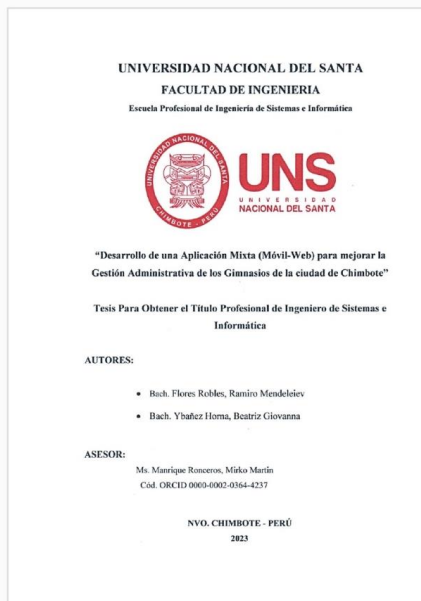 UNIVERSIDAD NACIONAL DEL SANTA
FACULTAD DE INGENIERIA
Escuela Profesional de Ingeniería de Sistemas e Informática
UNIVERSIDAD NACIONAL DEL SANTA
CHIMBOTE - PERÚ
UNS
UNIVERSIDAD
NACIONAL DEL SANTA
“Desarrollo de una Aplicación Mixta (Móvil-Web) para mejorar la
Gestión Administrativa de los Gimnasios de la ciudad de Chimbote”
Tesis Para Obtener el Título Profesional de Ingeniero de Sistemas e
Informática
AUTORES:
• Bach. Flores Robles, Ramiro Mendeleiev
• Bach. Ybañez Horna, Beatriz Giovanna
ASESOR:
Ms. Manrique Ronceros, Mirko Martin
Cód. ORCID 0000-0002-0364-4237
NVO. CHIMBOTE - PERÚ
2023